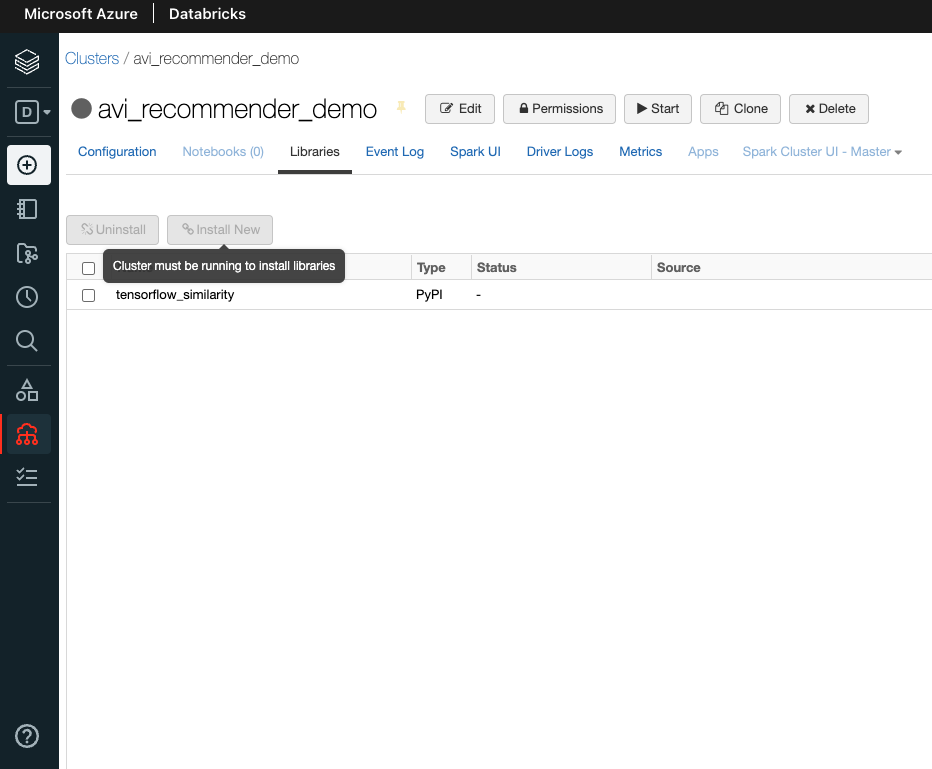 Microsoft Azure Databricks
Clusters / avi_recommender_demo
D
avi_recommender_demo Edit Permissions Start Clone Delete
Configuration Notebooks (0) Libraries Event Log Spark UI Driver Logs Metrics Apps Spark Cluster UI - Master
Uninstall Install New
Cluster must be running to install libraries
Type Status Source
tensorflow_similarity PyPI -